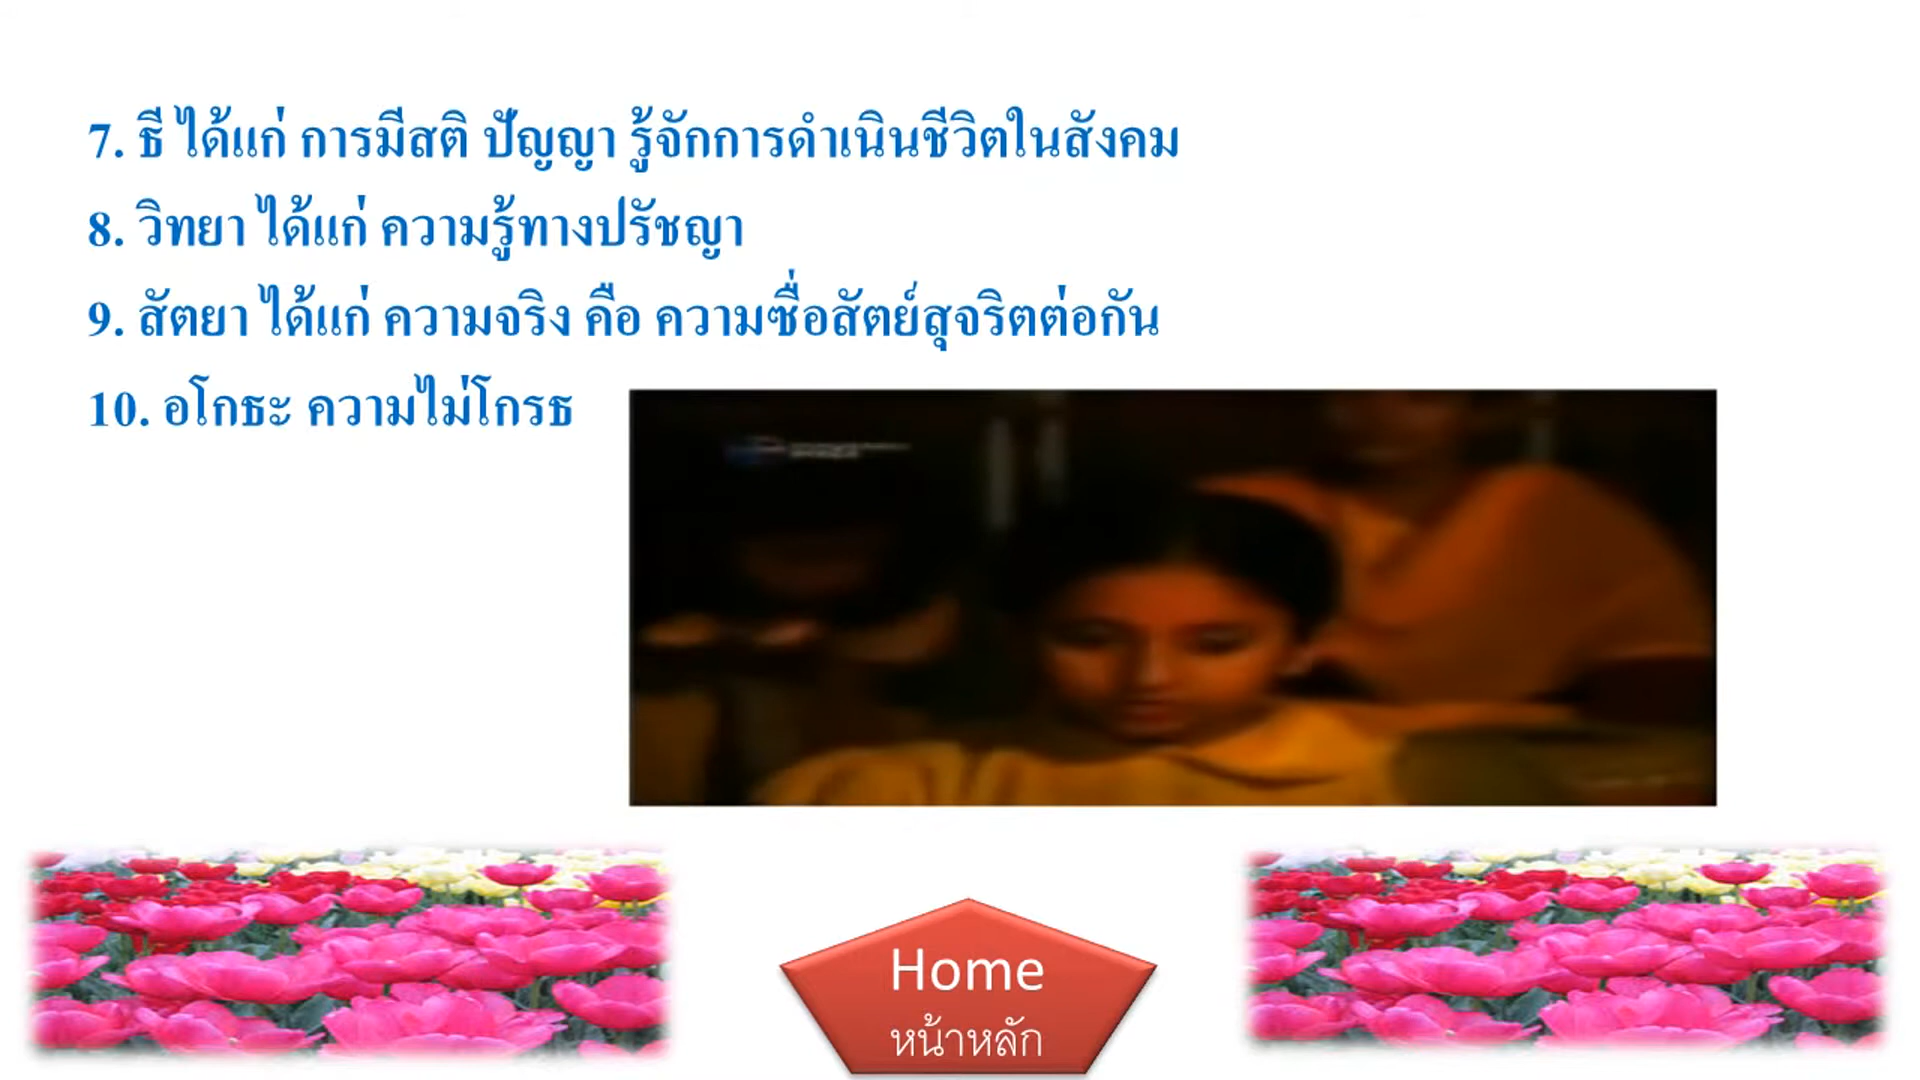 7. ธี ได้แก่ การมีสติ ปัญญา รู้จักการดำเนินชีวิตในสังคม
8. วิทยา ได้แก่ ความรู้ทางปรัชญา
9. สัตยา ได้แก่ ความจริง คือ ความซื่อสัตย์สุจริตต่อกัน
10. อโกธะ ความไม่โกรธ
Home
หน้าหลัก